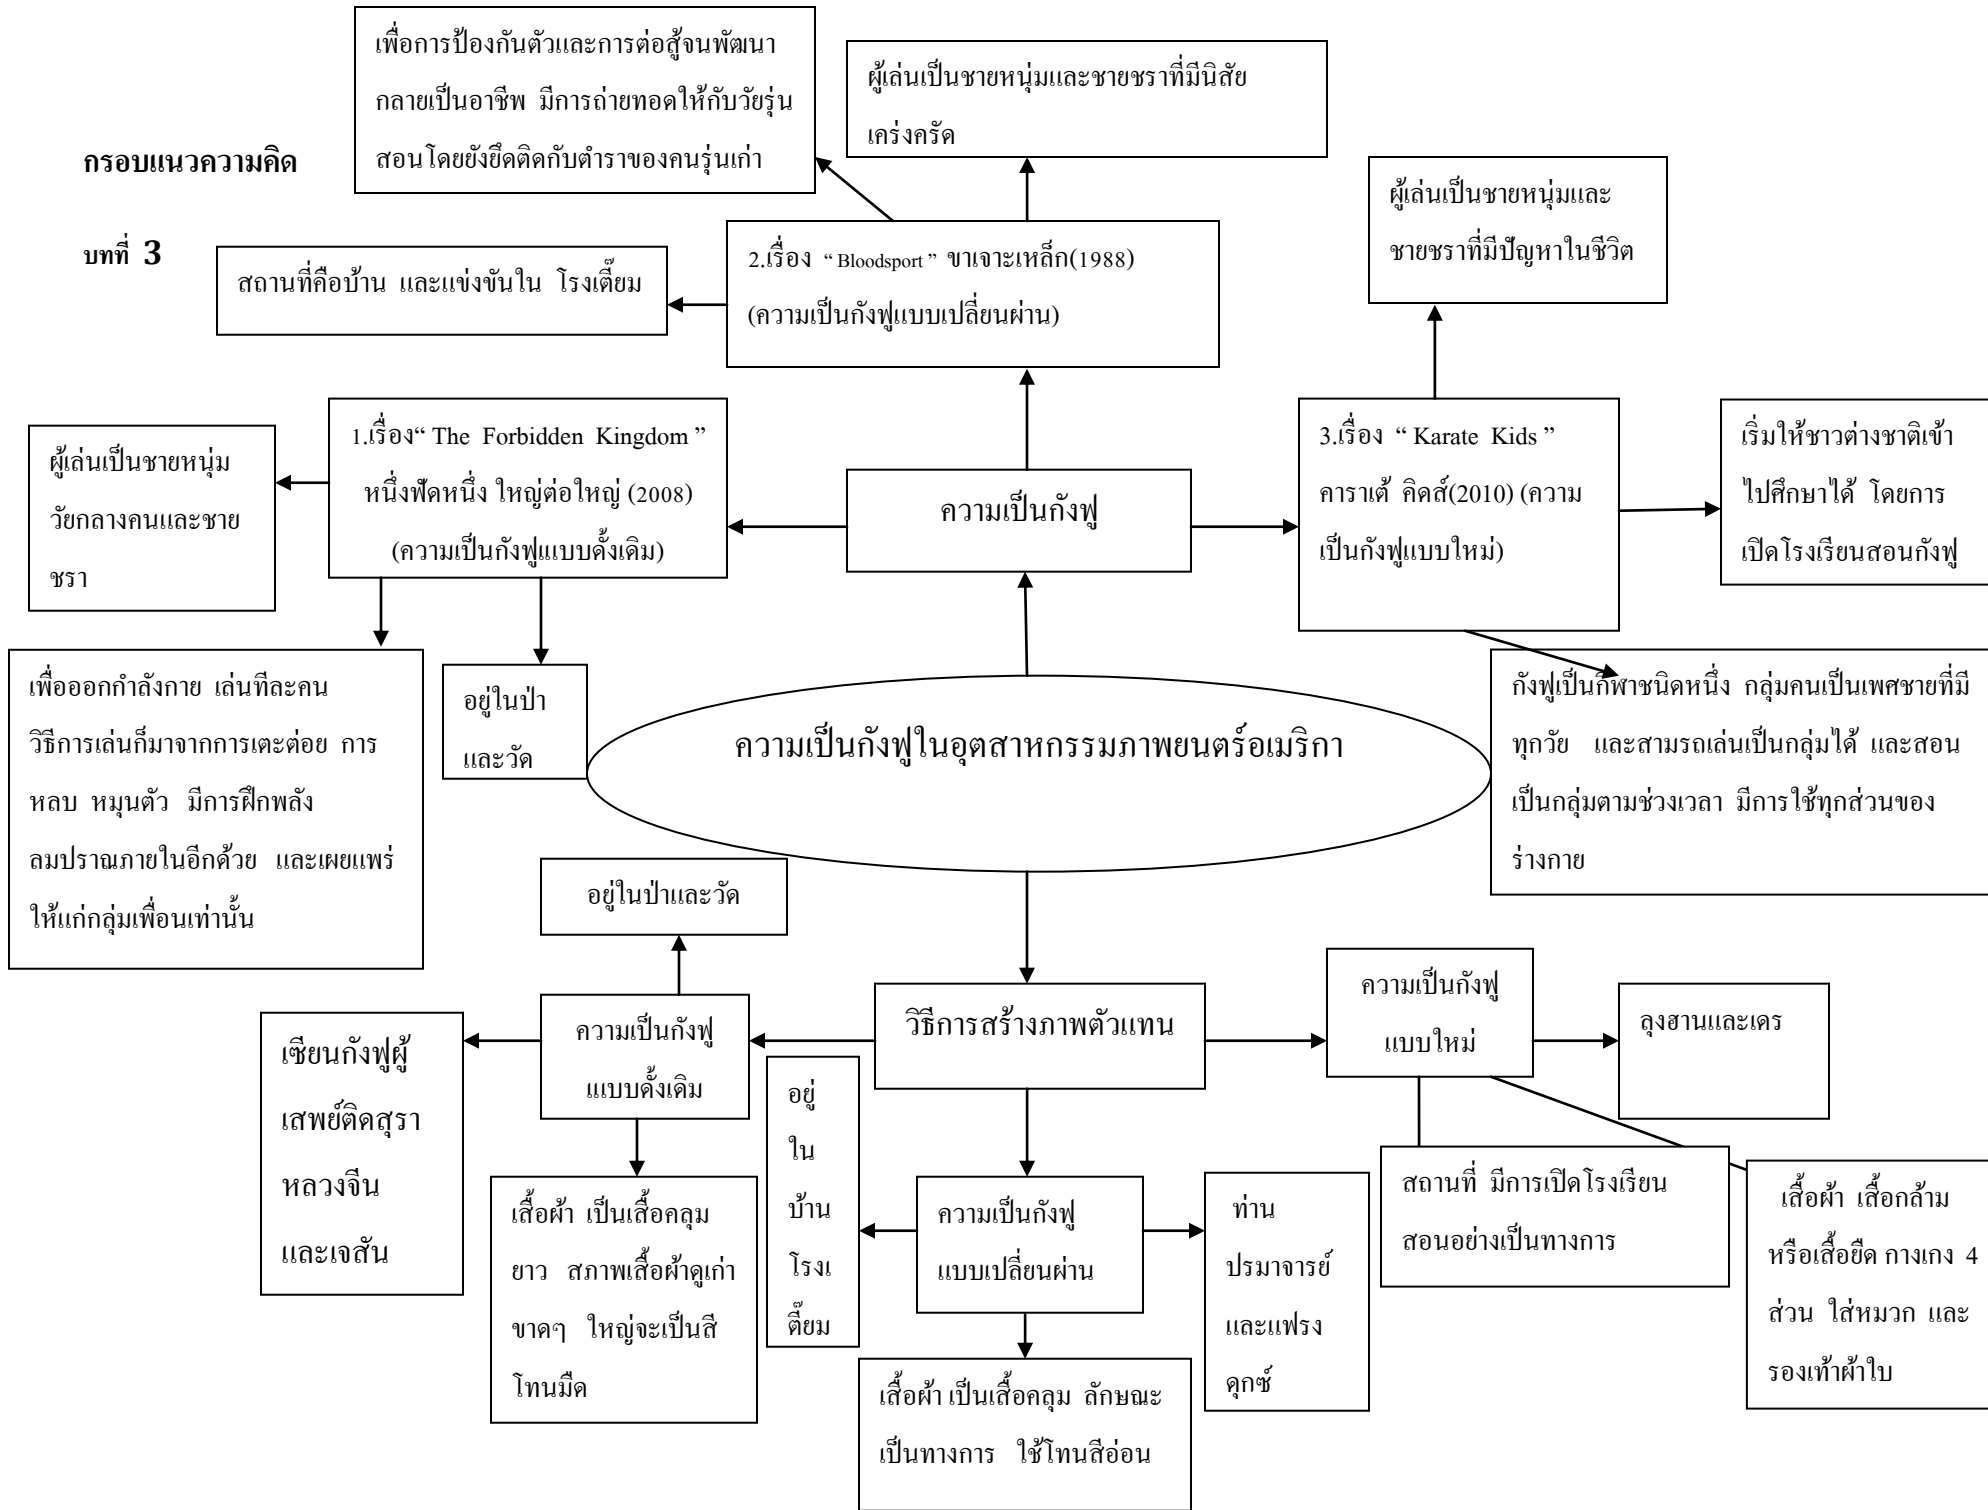 กรอบแนวความคิด
บทที่ 3
เพื่อการป้องกันตัวและการต่อสู้จนพัฒนา
กลายเป็นอาชีพ มีการถ่ายทอดให้กับวัยรุ่น
สอนโดยยังยึดติดกับตำราของคนรุ่นเก่า
ผู้เล่นเป็นชายหนุ่มและชายชราที่มีนิสัย
เคร่งครัด
ผู้เล่นเป็นชายหนุ่มและ
ชายชราที่มีปัญหาในชีวิต
สถานที่คือบ้าน และแข่งขันใน โรงเตี๊ยม
2.เรื่อง “ Bloodsport ” ขาเจาะเหล็ก(1988)
(ความเป็นกังฟูแบบเปลี่ยนผ่าน)
ผู้เล่นเป็นชายหนุ่ม
วัยกลางคนและชาย
ชรา
1.เรื่อง“ The Forbidden Kingdom ”
หนึ่งฟัดหนึ่ง ใหญ่ต่อใหญ่ (2008)
(ความเป็นกังฟูแบบดั้งเดิม)
ความเป็นกังฟู
3.เรื่อง “ Karate Kids ”
คาราเต้ คิดส์(2010) (ความ
เป็นกังฟูแบบใหม่)
เริ่มให้ชาวต่างชาติเข้า
ไปศึกษาได้ โดยการ
เปิดโรงเรียนสอนกังฟู
เพื่อออกกำลังกาย เล่นทีละคน
วิธีการเล่นก็มาจากการเตะต่อย การ
หลบ หมุนตัว มีการฝึกพลัง
ลมปราณภายในอีกด้วย และเผยแพร่
ให้แก่กลุ่มเพื่อนเท่านั้น
อยู่ในป่า
และวัด
ความเป็นกังฟูในอุตสาหกรรมภาพยนตร์อเมริกา
กังฟูเป็นกีฬาชนิดหนึ่ง กลุ่มคนเป็นเพศชายที่มี
ทุกวัย และสามรถเล่นเป็นกลุ่มได้ และสอน
เป็นกลุ่มตามช่วงเวลา มีการใช้ทุกส่วนของ
ร่างกาย
อยู่ในป่าและวัด
เซียนกังฟูผู้
เสพย์ติดสุรา
หลวงจีน
และเจสัน
ความเป็นกังฟู
แบบดั้งเดิม
วิธีการสร้างภาพตัวแทน
ความเป็นกังฟู
แบบใหม่
ลุงฮานและเดร
เสื้อผ้า เป็นเสื้อคลุม
ยาว สภาพเสื้อผ้าดูเก่า
ขาดๆ ใหญ่จะเป็นสี
โทนมืด
อยู่
ใน
บ้าน
โรงเ
ตี๊ยม
ความเป็นกังฟู
แบบเปลี่ยนผ่าน
ท่าน
ปรมาจารย์
และแฟรง
ดุกซ์
สถานที่ มีการเปิดโรงเรียน
สอนอย่างเป็นทางการ
เสื้อผ้า เสื้อกล้าม
หรือเสื้อยืด กางเกง 4
ส่วน ใส่หมวก และ
รองเท้าผ้าใบ
เสื้อผ้า เป็นเสื้อคลุม ลักษณะ
เป็นทางการ ใช้โทนสีอ่อน